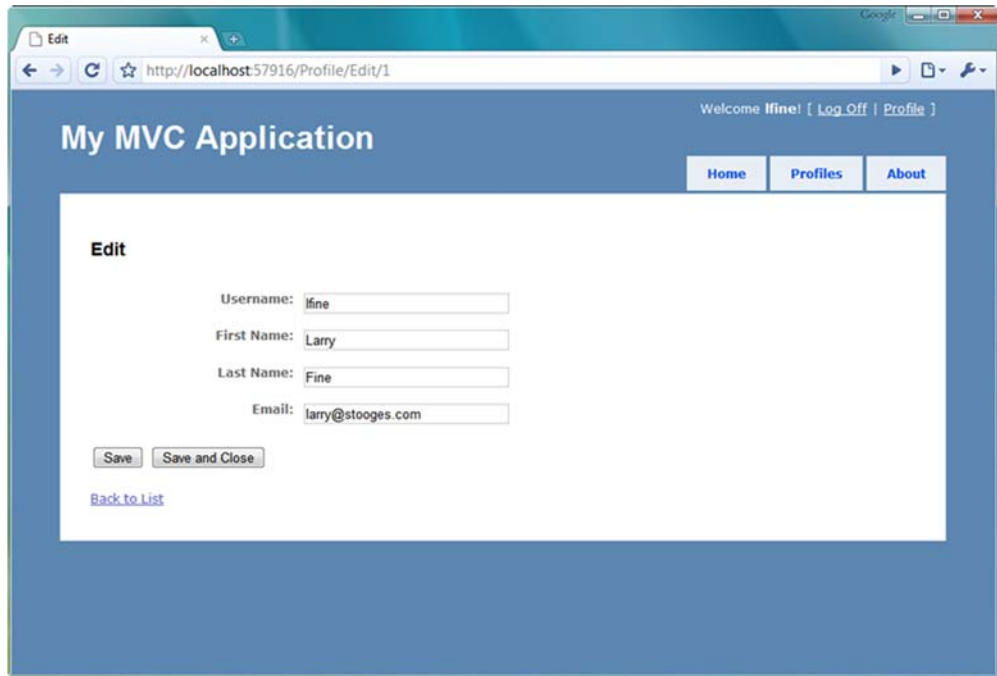 Google
Edit
http://localhost:57916/Profile/Edit/1
Welcome lfine! [ Log Off | Profile ]
My MVC Application
Home Profiles About
Edit
Username: lfine
First Name: Larry
Last Name: Fine
Email: larry@stooges.com
Save Save and Close
Back to List